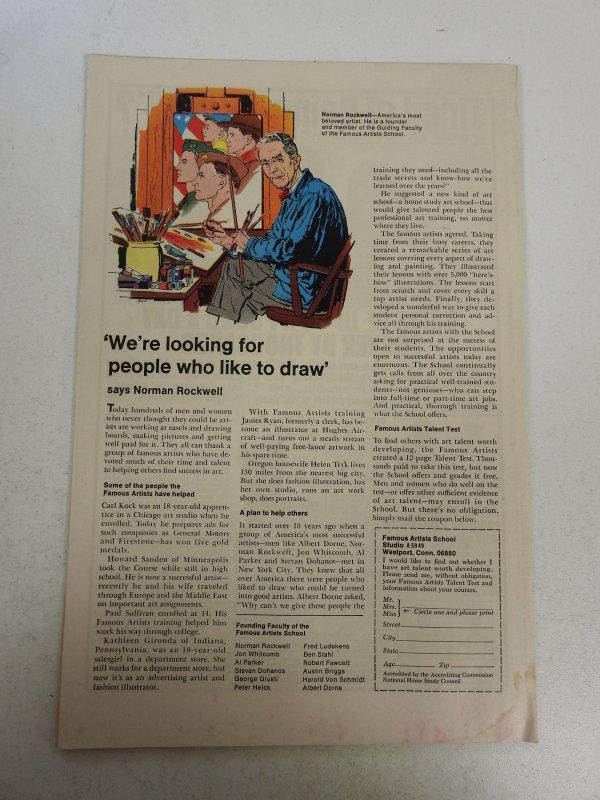 Norman Rockwell—America's most
beloved artist. He is a founder
and member of the Guiding Faculty
of the Famous Artists School.
'We're looking for
people who like to draw'
says Norman Rockwell
Today hundreds of men and women
who never thought they could be art-
ists are working at easels and drawing
boards, making pictures and getting
well paid for it. They all can thank a
group of famous artists who have de-
voted much of their time and talent
to helping others find success in art.
Some of the people the
Famous Artists have helped
Carl Kock was an 18-year-old appren-
tice in a Chicago art studio when he
enrolled. Today he prepares ads for
such companies as General Motors
and Firestone—has won five gold
medals.
Howard Sanden of Minneapolis
took the Course while still in high
school. He is now a successful artist—
recently he and his wife traveled
through Europe and the Middle East
on important art assignments.
Paul Sullivan enrolled at 14. His
Famous Artists training helped him
work his way through college.
Kathleen Gironda of Indiana,
Pennsylvania, was an 18-year-old
salesgirl in a department store. She
still works for a department store, but
now it's as an advertising artist and
fashion illustrator.
With Famous Artists training
James Ryan, formerly a clerk, has be-
come an illustrator at Hughes Air-
craft—and turns out a steady stream
of well-paying free-lance artwork in
his spare time.
Oregon housewife Helen Tryk lives
150 miles from the nearest big city.
But she does fashion illustration, has
her own studio, runs an art work
shop, does portraits.
A plan to help others
It started over 18 years ago when a
group of America's most successful
artists—men like Albert Dorne, Nor-
man Rockwell, Jon Whitcomb, Al
Parker and Stevan Dohanos—met in
New York City. They knew that all
over America there were people who
liked to draw who could be turned
into good artists. Albert Dorne asked,
"Why can't we give these people the
Founding Faculty of the
Famous Artists School
Norman Rockwell
Jon Whitcomb
Al Parker
Stevan Dohanos
George Giusti
Peter Helck
Fred Ludekens
Ben Stahl
Robert Fawcett
Austin Briggs
Harold Von Schmidt
Albert Dorne
training they need—including all the
trade secrets and know-how we've
learned over the years?"
He suggested a new kind of art
school—a home study art school—that
would give talented people the best
professional art training, no matter
where they live.
The famous artists agreed. Taking
time from their busy careers, they
created a remarkable series of art
lessons covering every aspect of draw-
ing and painting. They illustrated
their lessons with over 5,000 "here's-
how" illustrations. The lessons start
from scratch and cover every skill a
top artist needs. Finally, they de-
veloped a wonderful way to give each
student personal correction and ad-
vice all through his training.
The famous artists with the School
are not surprised at the success of
their students. The opportunities
open to successful artists today are
enormous. The School continually
gets calls from all over the country
asking for practical well-trained stu-
dents—not geniuses—who can step
into full-time or part-time art jobs.
And practical, thorough training is
what the School offers.
Famous Artists Talent Test
To find others with art talent worth
developing, the Famous Artists
created a 12-page Talent Test. Thou-
sands paid to take this test, but now
the School offers and grades it free.
Men and women who do well on the
test—or offer other sufficient evidence
of art talent—may enroll in the
School. But there's no obligation.
Simply mail the coupon below.
Famous Artists School
Studio A 5949
Westport, Conn. 06880
I would like to find out whether I
have art talent worth developing.
Please send me, without obligation,
your Famous Artists Talent Test and
information about your courses.
Mr.
Mrs.
Miss
← Circle one and please print
Street
City
State
Age Zip
Accredited by the Accrediting Commission
National Home Study Council